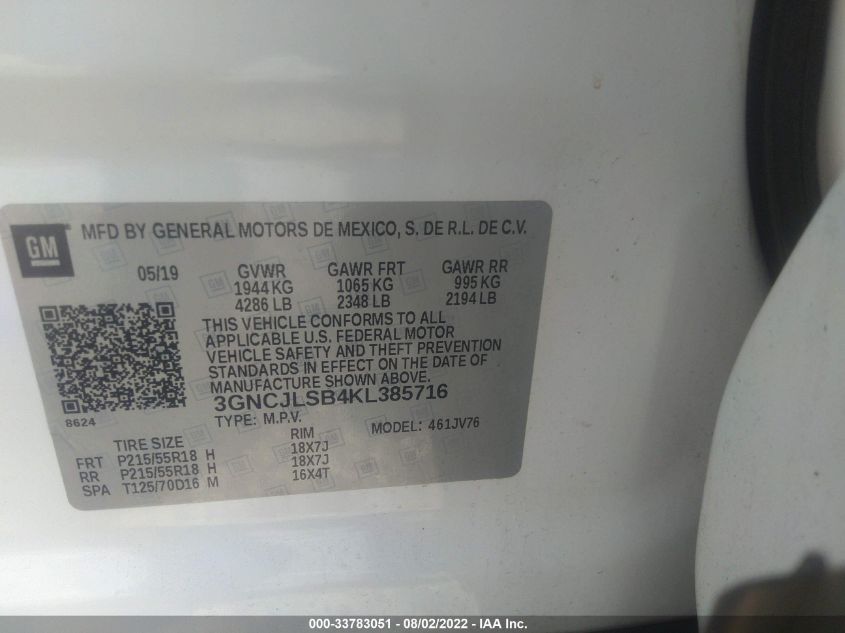 GM
MFD BY GENERAL MOTORS DE MEXICO, S. DE R.L. DE C.V.
05/19 GVWR GAWR FRT GAWR RR
1944 KG 1065 KG 995 KG
4286 LB 2348 LB 2194 LB
THIS VEHICLE CONFORMS TO ALL
APPLICABLE U.S. FEDERAL MOTOR
VEHICLE SAFETY AND THEFT PREVENTION
STANDARDS IN EFFECT ON THE DATE OF
MANUFACTURE SHOWN ABOVE.
8624
3GNCJLSB4KL385716
TYPE: M.P.V. MODEL: 461JV76
TIRE SIZE RIM
FRT P215/55R18 H 18X7J
RR P215/55R18 H 18X7J
SPA T125/70D16 M 16X4T
000-33783051 - 08/02/2022 - IAA Inc.